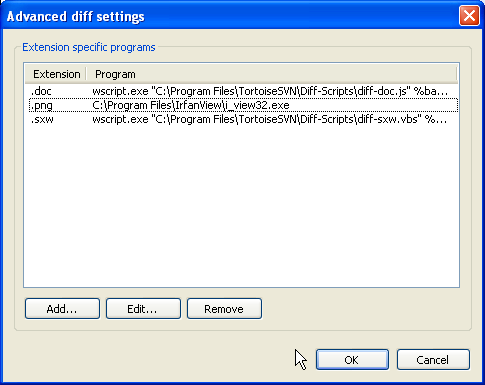 Advanced diff settings
Extension specific programs
Extension Program
.doc wscript.exe "C:\Program Files\TortoiseSVN\Diff-Scripts\diff-doc.js" %ba...
.png C:\Program Files\IrfanView\i_view32.exe
.sxw wscript.exe "C:\Program Files\TortoiseSVN\Diff-Scripts\diff-sxw.vbs" %...
Add... Edit... Remove
OK Cancel